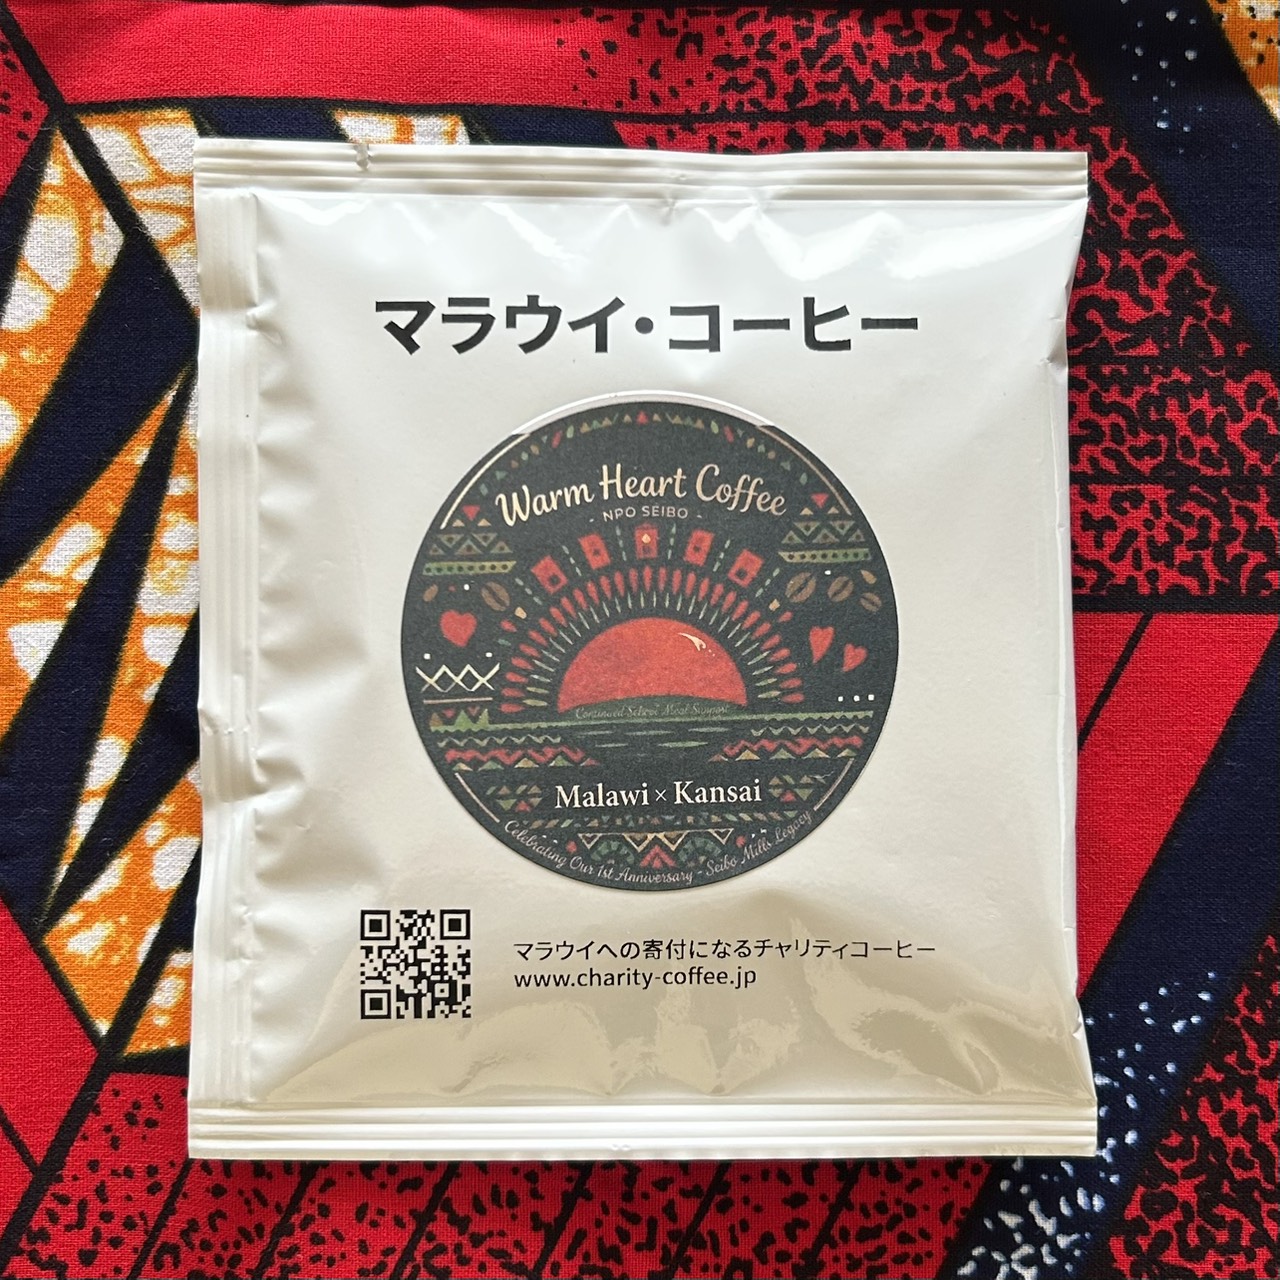 マラウイ・コーヒー
Warm Heart Coffee
- NPO SEIBO -
Continued School Meal Support
Malawi × Kansai
Celebrating Our 1st Anniversary - Seibo Mills Legacy
マラウイへの寄付になるチャリティコーヒー
www.charity-coffee.jp